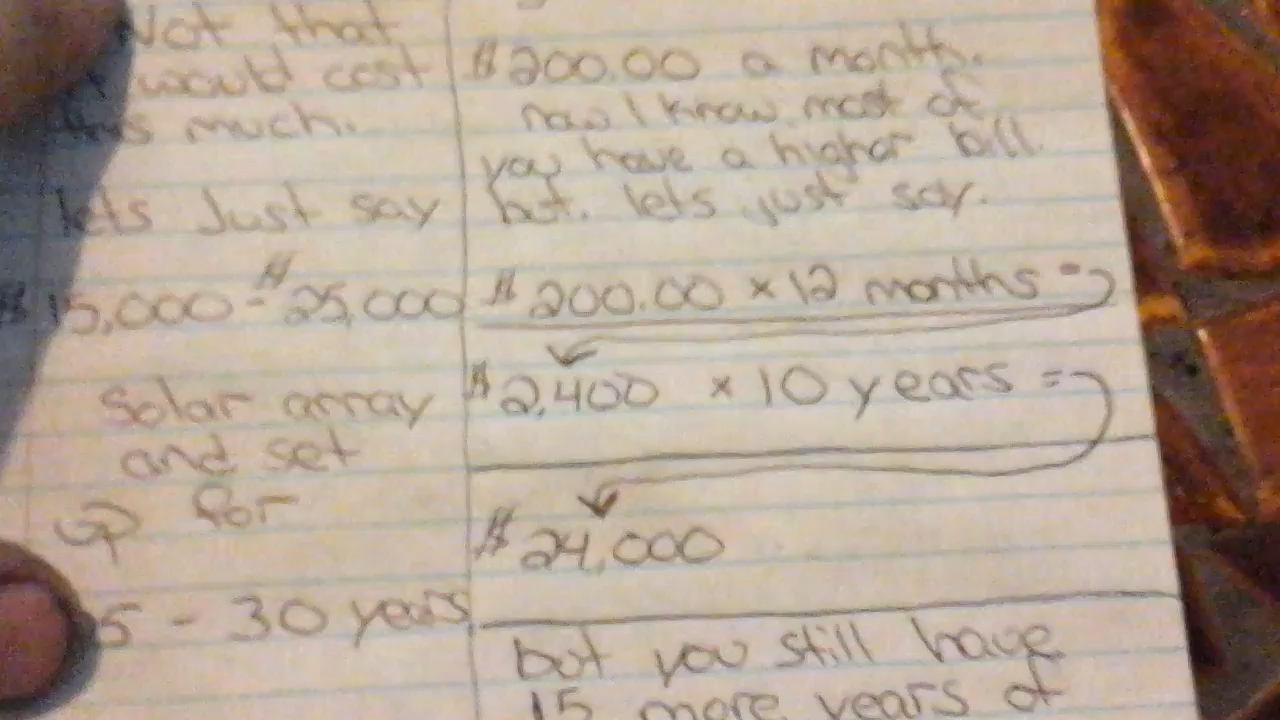 Not that
would cost
much.
lets Just say
$15,000 - $25,000
Solar array
and set
up for
5 - 30 years
$200.00 a month.
now I know most of
you have a higher bill
but. lets just say.
$200.00 x 12 months =
$2,400 x 10 years =
$24,000
but you still have
15 more years of